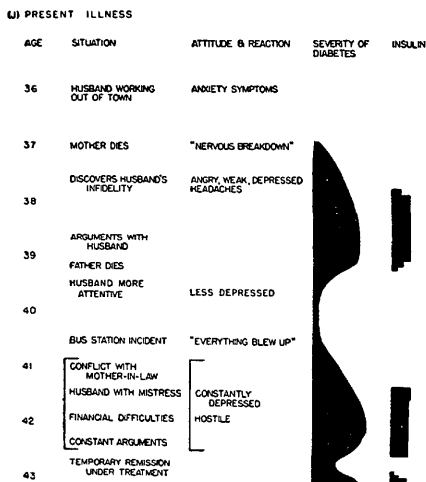 (J) PRESENT ILLNESS
AGE SITUATION ATTITUDE & REACTION SEVERITY OF DIABETES INSULIN
36 HUSBAND WORKING OUT OF TOWN ANXIETY SYMPTOMS
37 MOTHER DIES "NERVOUS BREAKDOWN"
DISCOVERS HUSBAND'S INFIDELITY ANGRY, WEAK, DEPRESSED HEADACHES
38
ARGUMENTS WITH HUSBAND
39
FATHER DIES
HUSBAND MORE ATTENTIVE LESS DEPRESSED
40
BUS STATION INCIDENT "EVERYTHING BLEW UP"
41 CONFLICT WITH MOTHER-IN-LAW
HUSBAND WITH MISTRESS CONSTANTLY DEPRESSED
42 FINANCIAL DIFFICULTIES HOSTILE
CONSTANT ARGUMENTS
TEMPORARY REMISSION UNDER TREATMENT
43